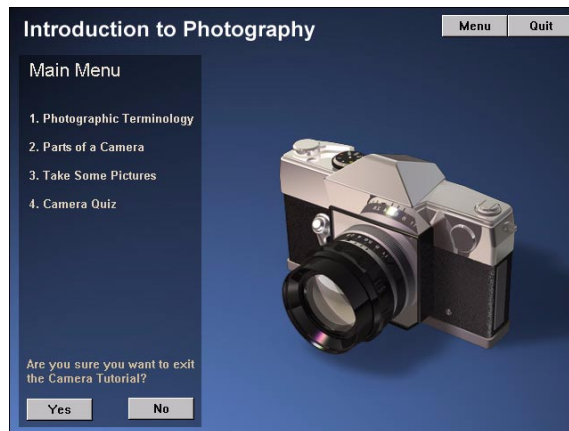 Introduction to Photography
Menu
Quit
Main Menu
1. Photographic Terminology
2. Parts of a Camera
3. Take Some Pictures
4. Camera Quiz
Are you sure you want to exit
the Camera Tutorial?
Yes
No